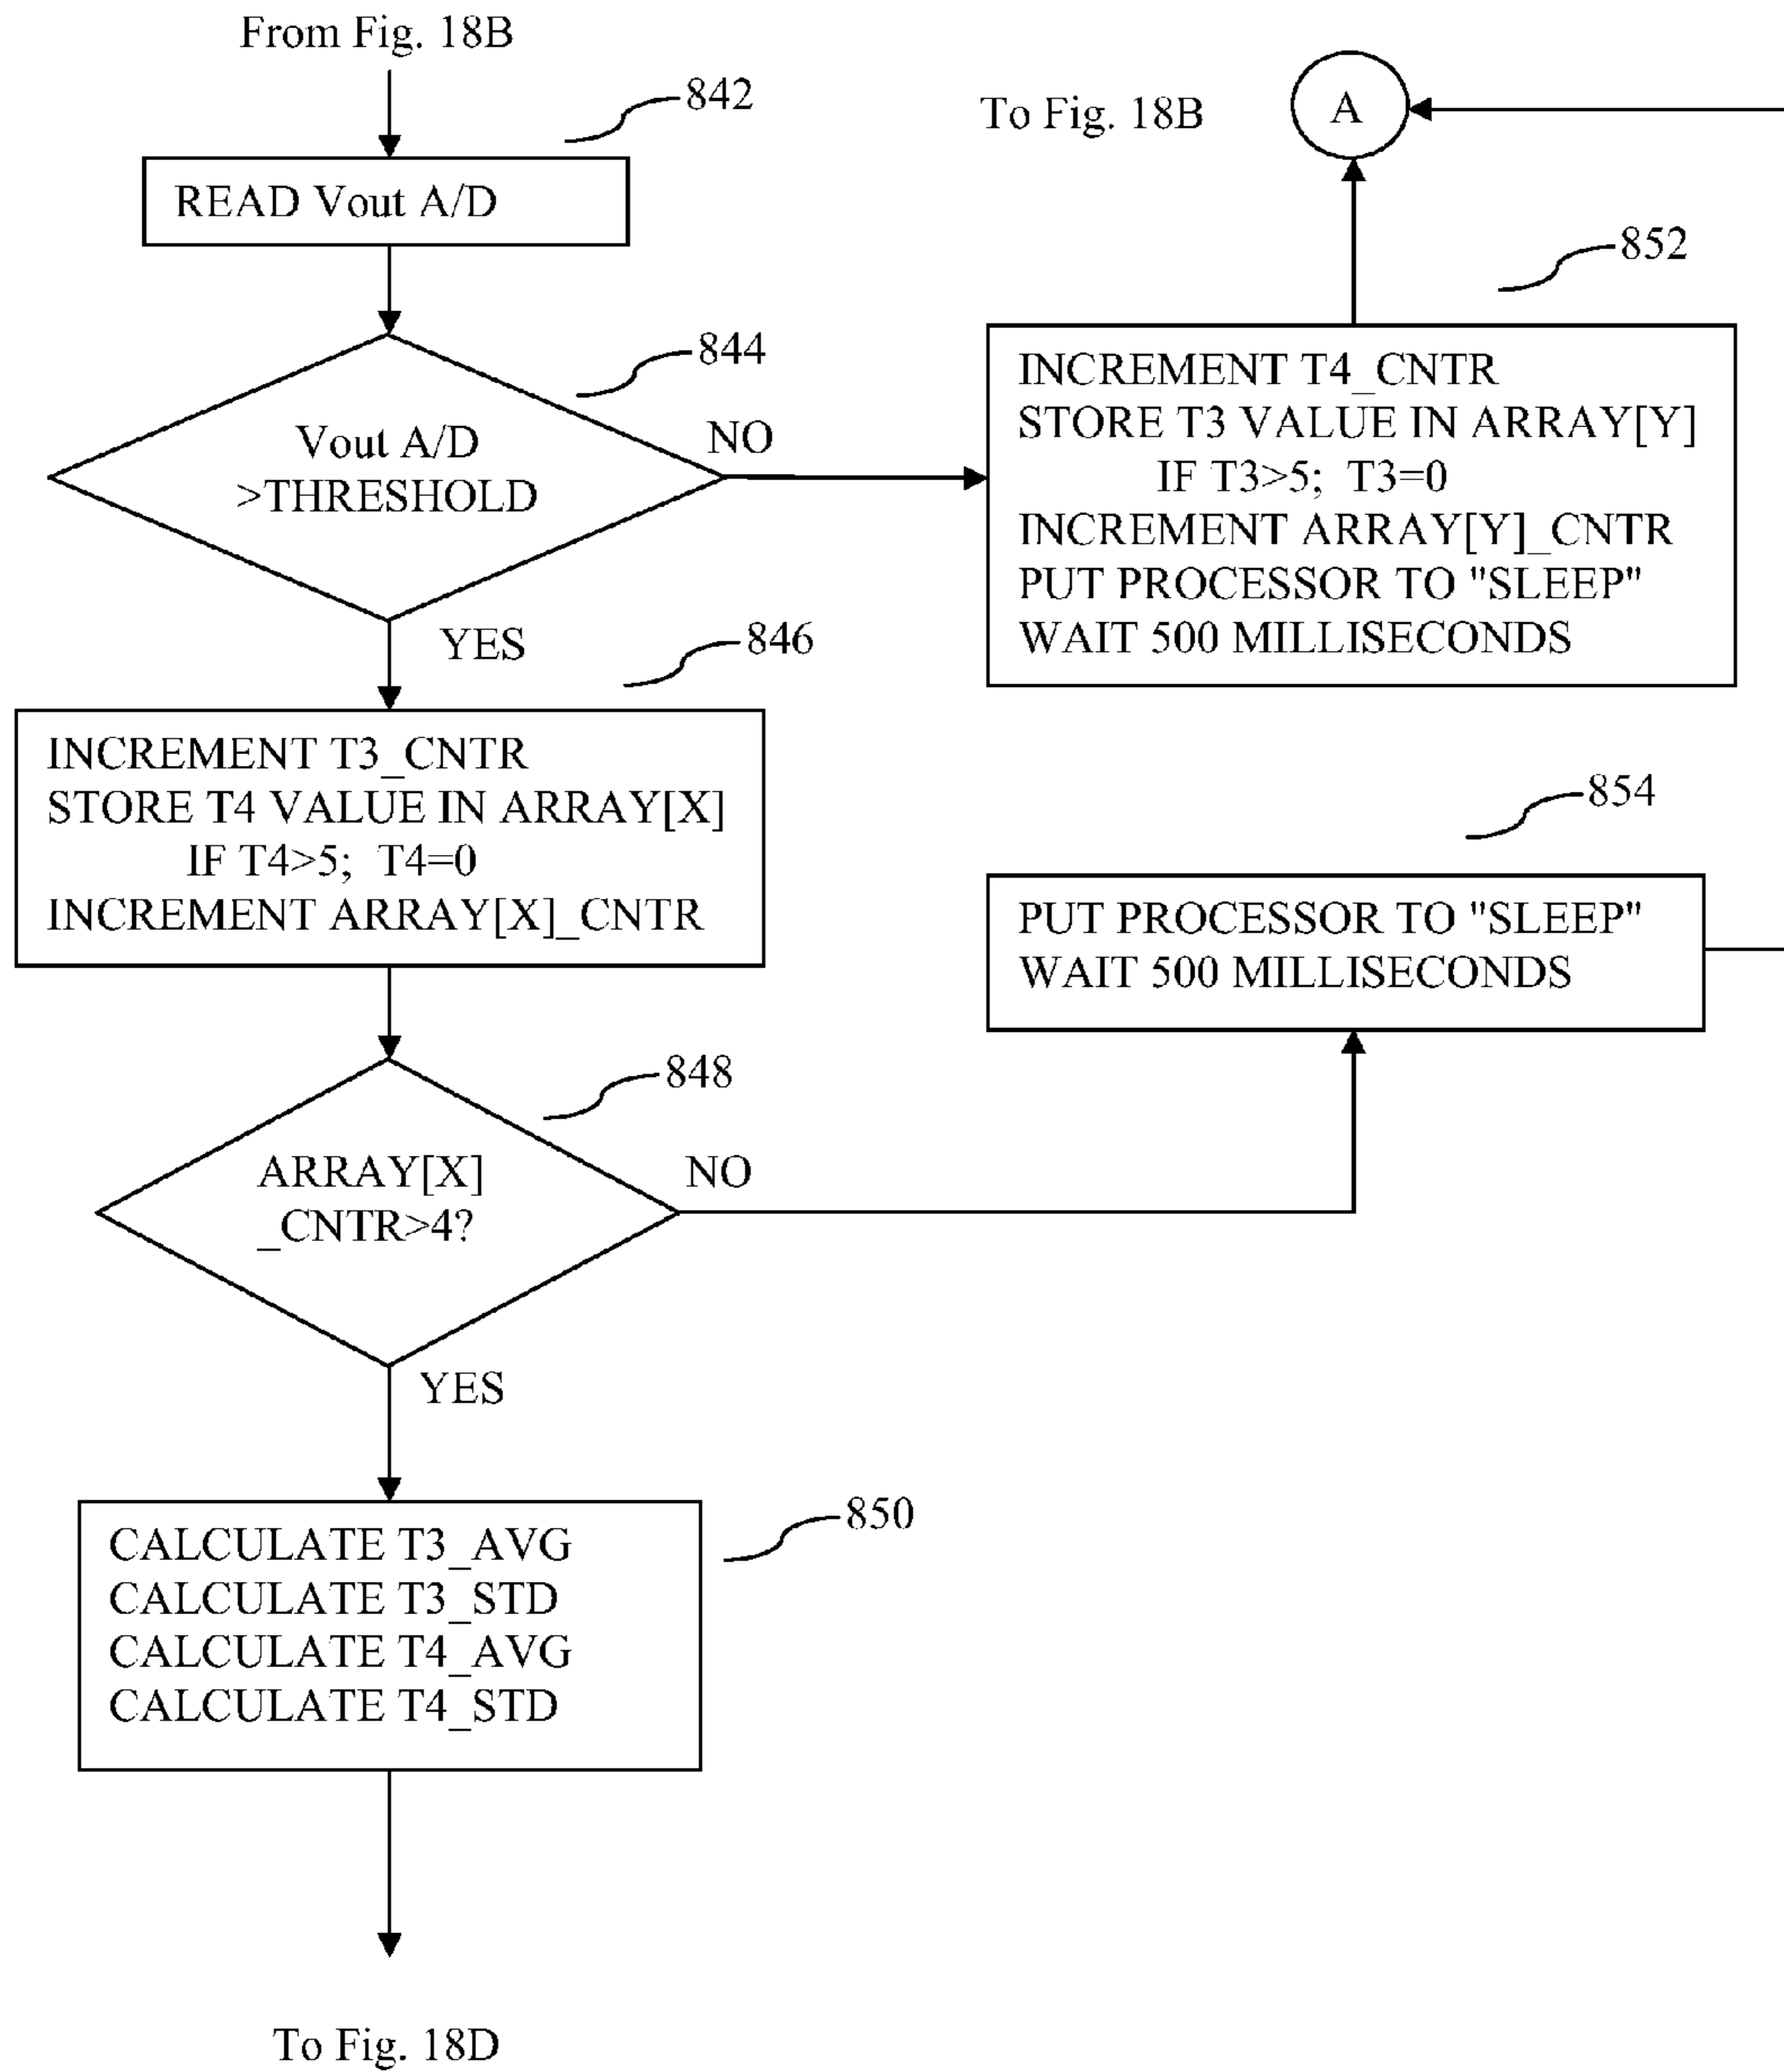 From Fig. 18B
842
READ Vout A/D
To Fig. 18B
A
844
Vout A/D
>THRESHOLD
NO
YES
852
INCREMENT T4_CNTR
STORE T3 VALUE IN ARRAY[Y]
IF T3>5; T3=0
INCREMENT ARRAY[Y]_CNTR
PUT PROCESSOR TO "SLEEP"
WAIT 500 MILLISECONDS
846
INCREMENT T3_CNTR
STORE T4 VALUE IN ARRAY[X]
IF T4>5; T4=0
INCREMENT ARRAY[X]_CNTR
854
PUT PROCESSOR TO "SLEEP"
WAIT 500 MILLISECONDS
848
ARRAY[X]
_CNTR>4?
NO
YES
850
CALCULATE T3_AVG
CALCULATE T3_STD
CALCULATE T4_AVG
CALCULATE T4_STD
To Fig. 18D